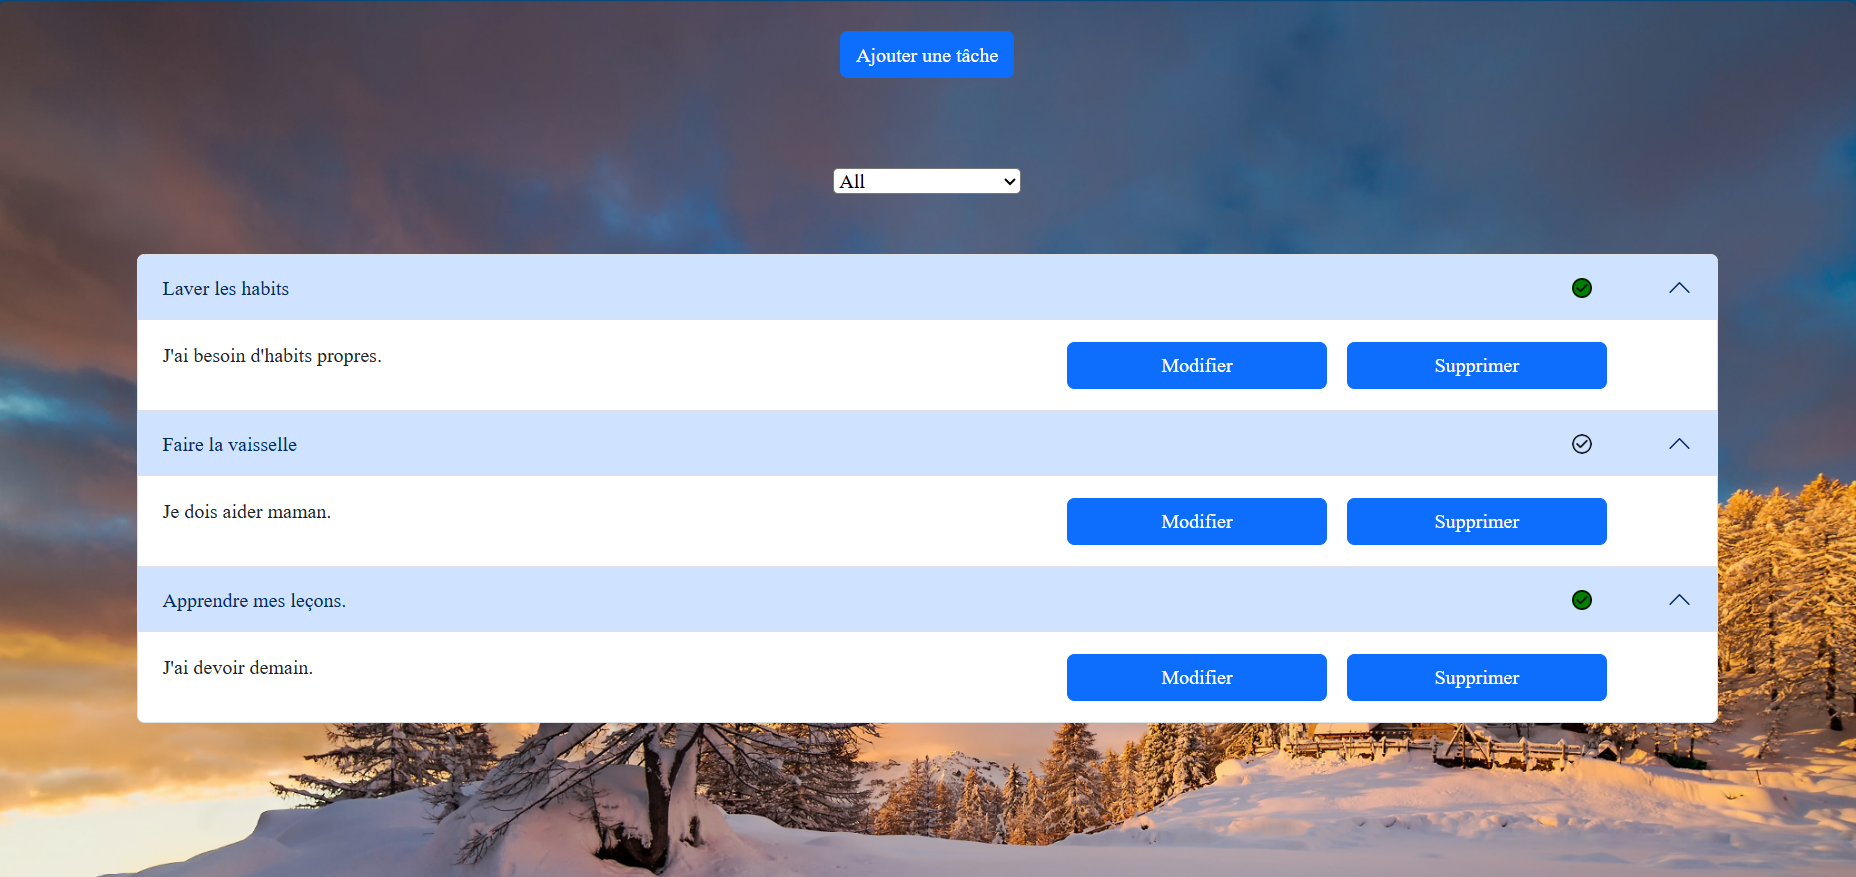 Ajouter une tâche
All
Laver les habits
J'ai besoin d'habits propres.
Modifier
Supprimer
Faire la vaisselle
Je dois aider maman.
Modifier
Supprimer
Apprendre mes leçons.
J'ai devoir demain.
Modifier
Supprimer